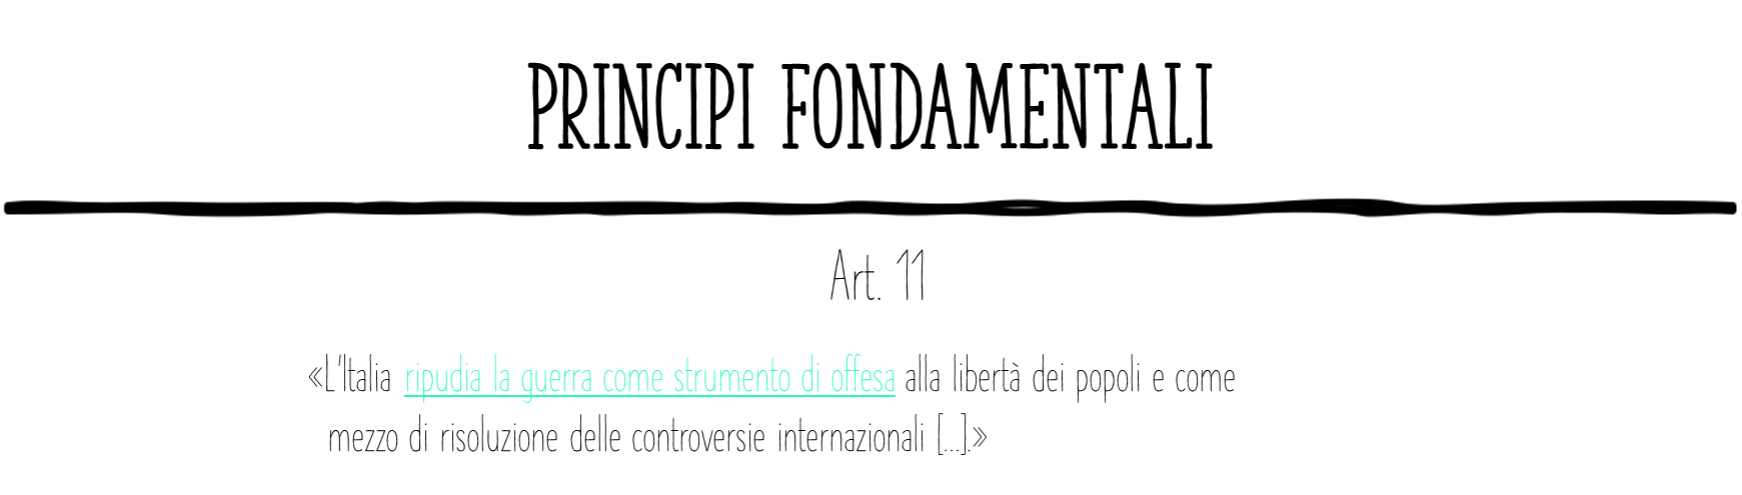 PRINCIPI FONDAMENTALI
Art. 11
«L'Italia ripudia la guerra come strumento di offesa alla libertà dei popoli e come
mezzo di risoluzione delle controversie internazionali [...].»